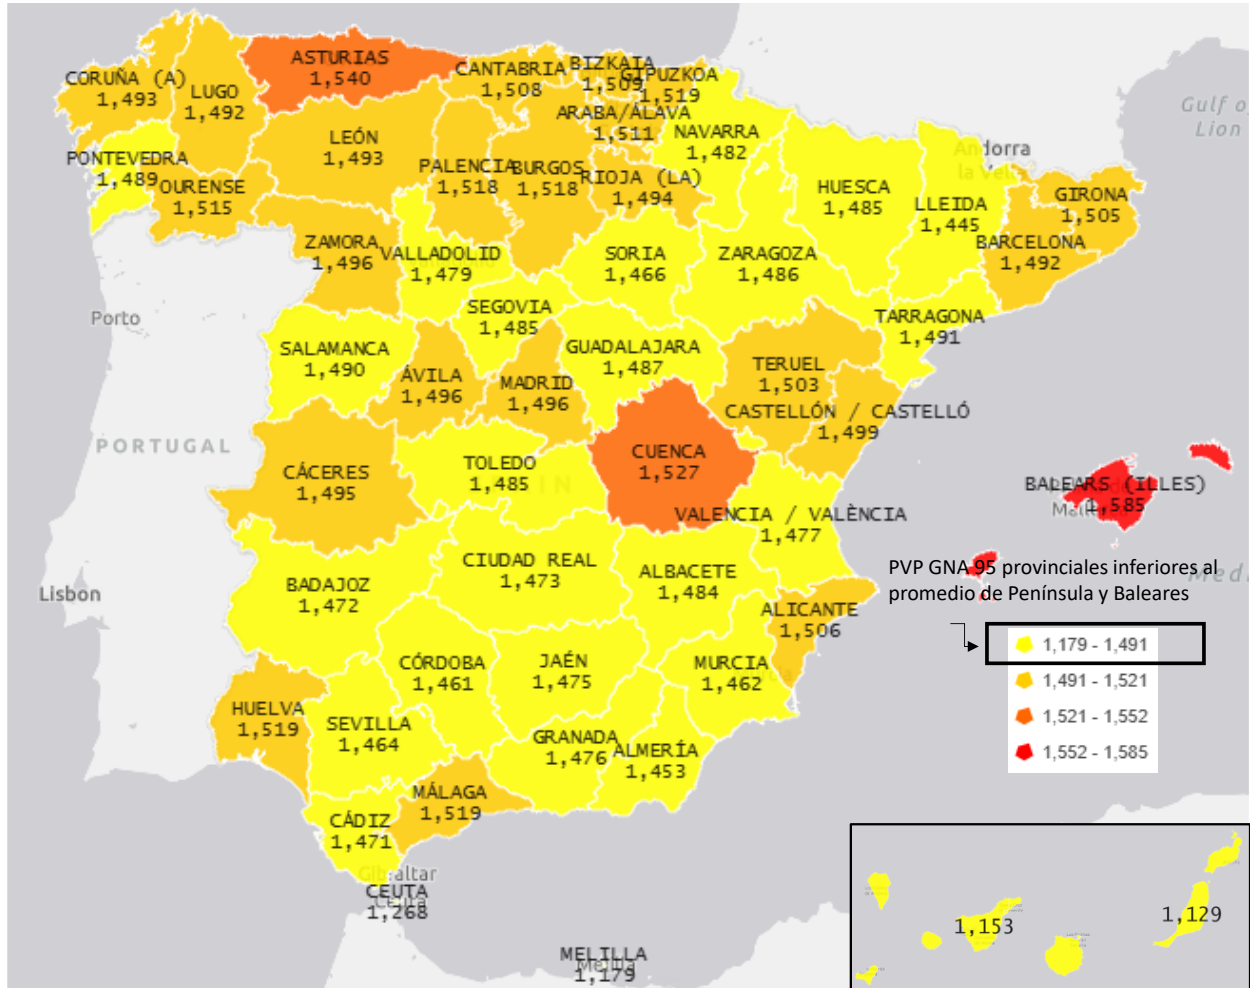 ASTURIAS
1,540
CANTABRIA
1,508
BIZKAIA
1,509
GIPUZKOA
1,519
CORUÑA (A)
1,493
LUGO
1,492
ARABA/ÁLAVA
1,511
NAVARRA
1,482
LEÓN
1,493
PALENCIA
1,518
BURGOS
1,518
RIOJA (LA)
1,494
PONTEVEDRA
1,489
OURENSE
1,515
HUESCA
1,485
LLEIDA
1,445
GIRONA
1,505
BARCELONA
1,492
Andorra
la Vella
Gulf o
Lion
ZAMORA
1,496
VALLADOLID
1,479
SORIA
1,466
ZARAGOZA
1,486
SEGOVIA
1,485
TARRAGONA
1,491
Porto
SALAMANCA
1,490
ÁVILA
1,496
MADRID
1,496
GUADALAJARA
1,487
TERUEL
1,503
CASTELLÓN / CASTELLÓ
1,499
PORTUGAL
CÁCERES
1,495
TOLEDO
1,485
CUENCA
1,527
BALEARS (ILLES)
1,585
VALENCIA / VALÈNCIA
1,477
Lisbon
BADAJOZ
1,472
CIUDAD REAL
1,473
ALBACETE
1,484
ALICANTE
1,506
PVP GNA 95 provinciales inferiores al
promedio de Península y Baleares
Medi
1,179 - 1,491
1,491 - 1,521
1,521 - 1,552
1,552 - 1,585
HUELVA
1,519
SEVILLA
1,464
CÓRDOBA
1,461
JAÉN
1,475
MURCIA
1,462
GRANADA
1,476
ALMERÍA
1,453
MÁLAGA
1,519
CÁDIZ
1,471
Gibraltar
CEUTA
Ceuta
1,268
MELILLA
Melilla
1,179
1,153
1,129